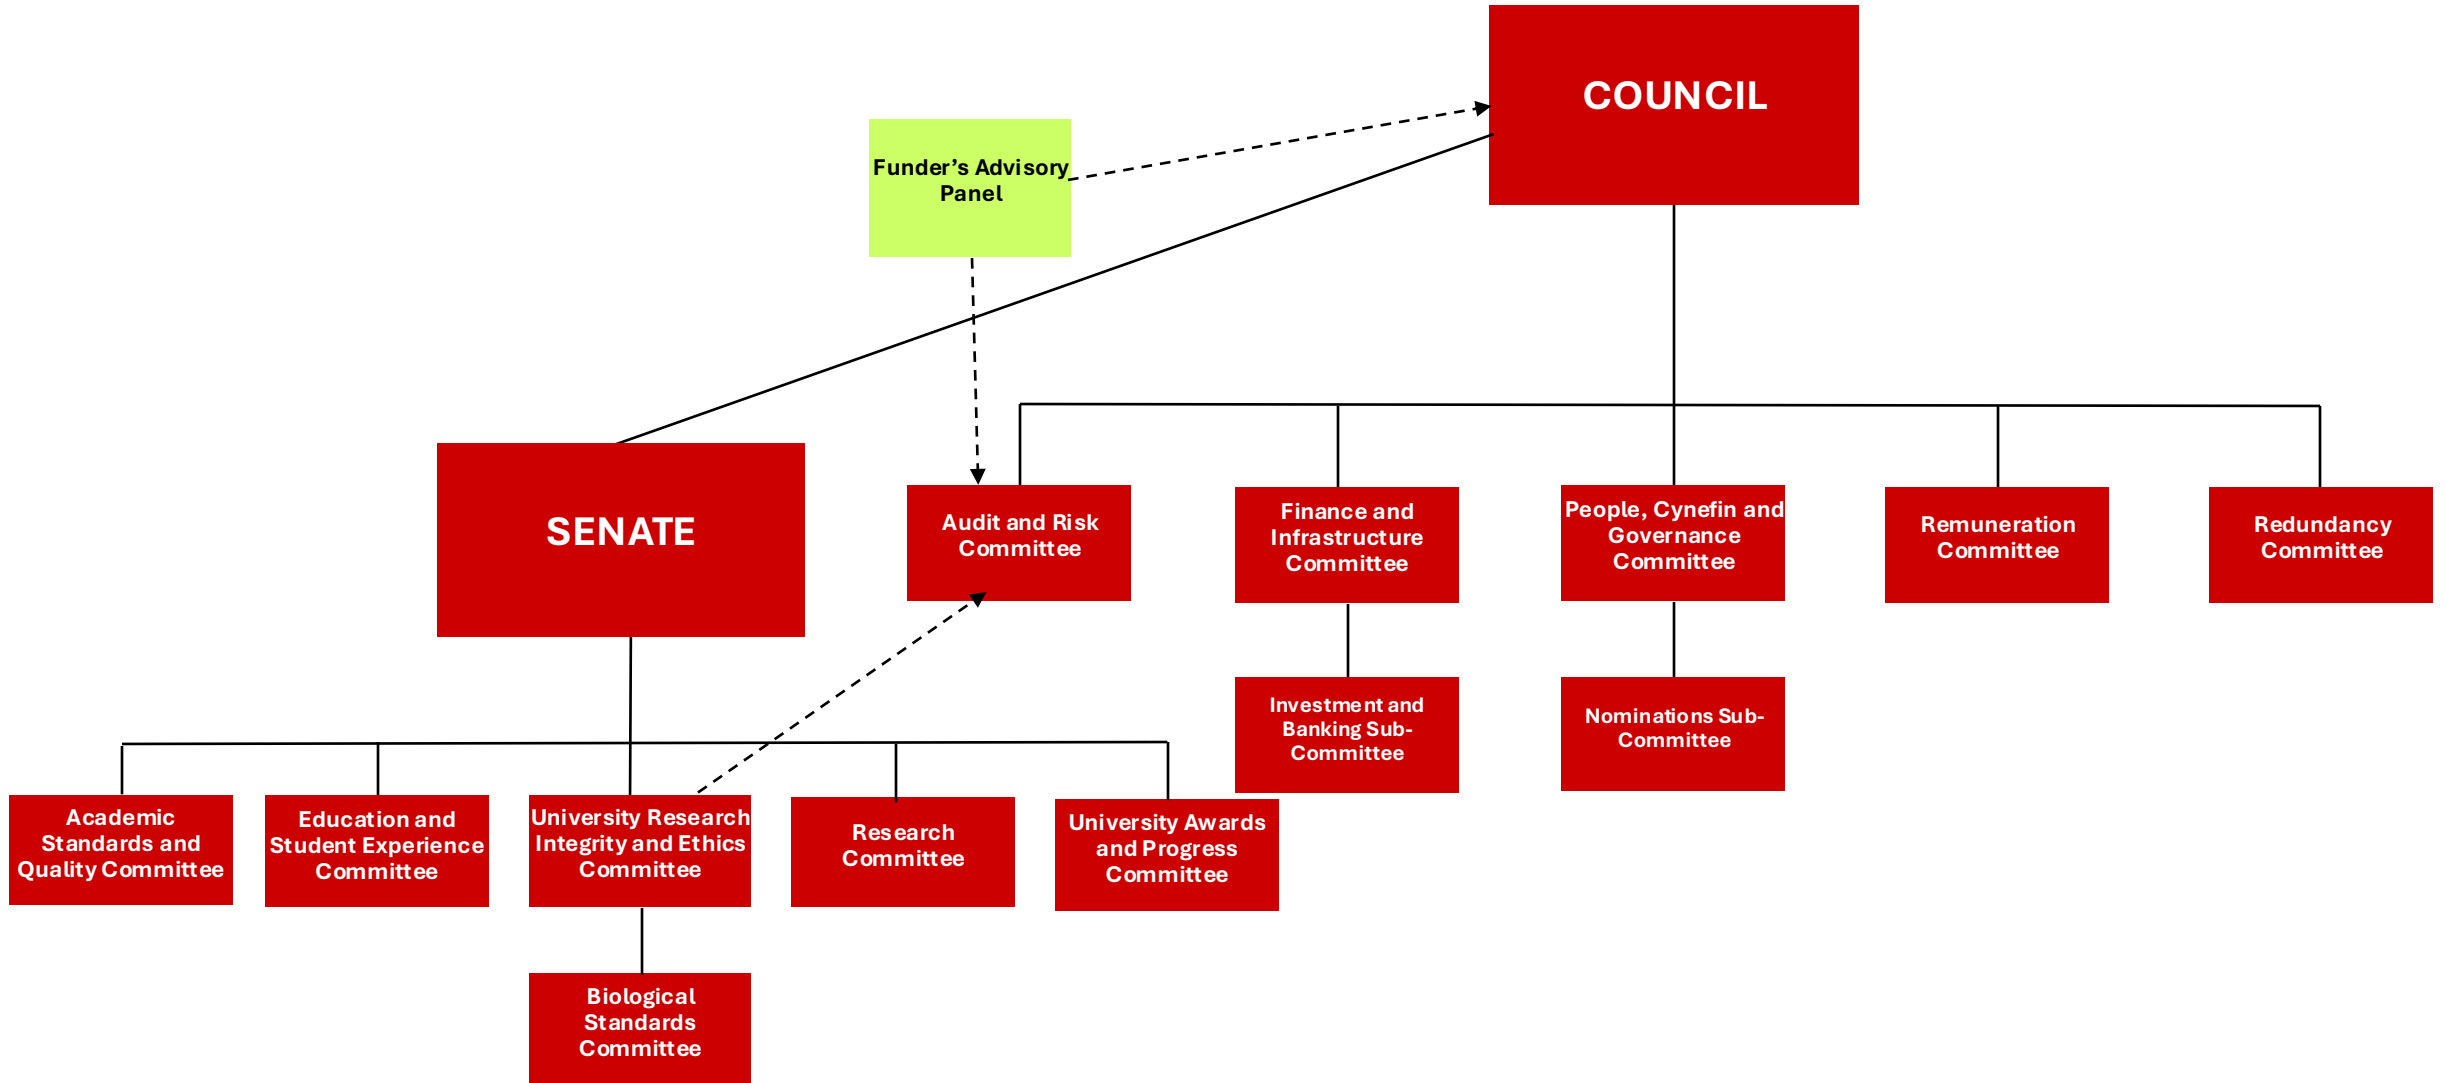 COUNCIL
Funder’s Advisory
Panel
SENATE
Audit and Risk
Committee
Finance and
Infrastructure
Committee
People, Cynefin and
Governance
Committee
Remuneration
Committee
Redundancy
Committee
Investment and
Banking Sub-
Committee
Nominations Sub-
Committee
Academic
Standards and
Quality Committee
Education and
Student Experience
Committee
University Research
Integrity and Ethics
Committee
Research
Committee
University Awards
and Progress
Committee
Biological
Standards
Committee